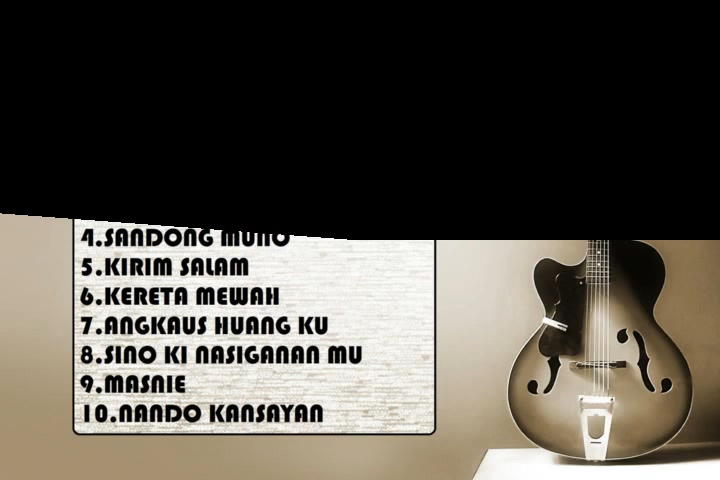 4.SANDONG MUNO
5.KIRIM SALAM
6.KERETA MEWAH
7.ANGKAUS HUANG KU
8.SINO KI NASIGANAN MU
9.MASNIE
10.NANDO KANSAYAN